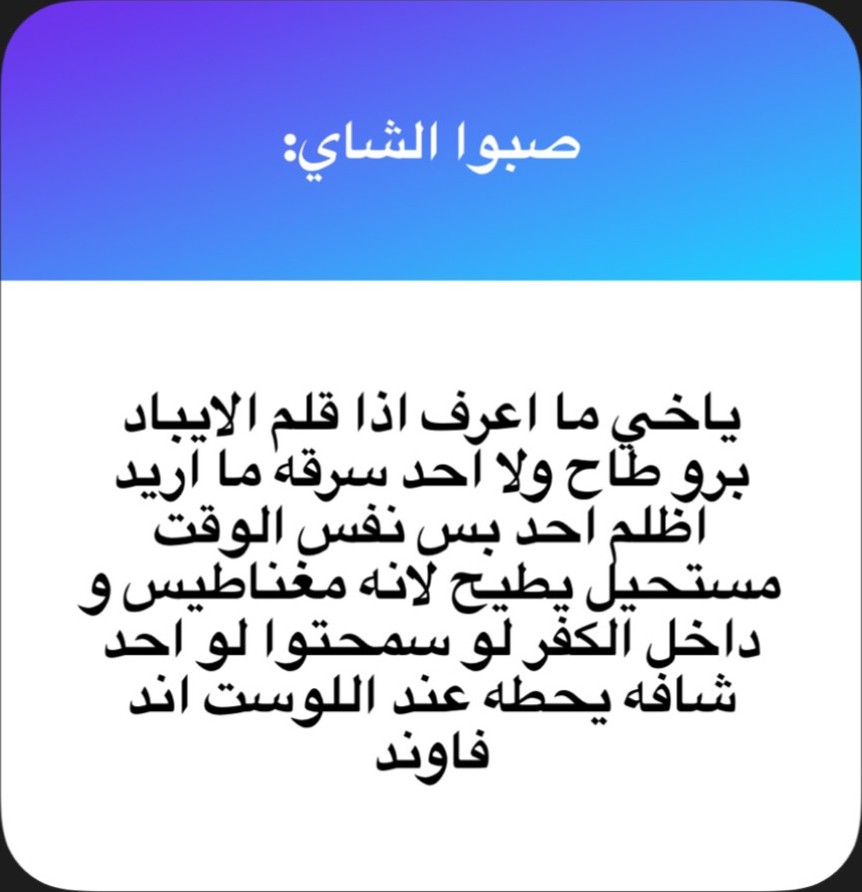 صبوا الشاي:
ياخي ما اعرف اذا قلم الايباد
برو طاح ولا احد سرقه ما اريد
اظلم احد بس نفس الوقت
مستحيل يطيح لانه مغناطيس و
داخل الكفر لو سمحتوا لو احد
شافه يحطه عند اللوست اند
فاوند